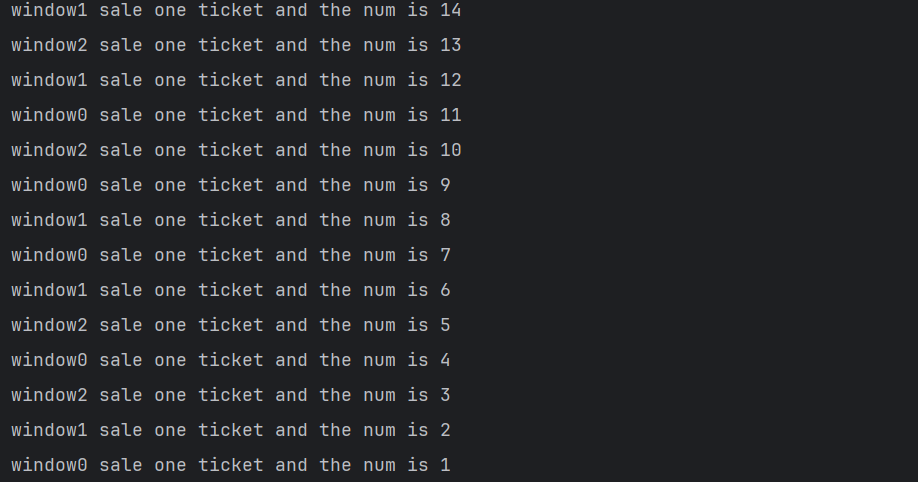 window1 sale one ticket and the num is 14
window2 sale one ticket and the num is 13
window1 sale one ticket and the num is 12
window0 sale one ticket and the num is 11
window2 sale one ticket and the num is 10
window0 sale one ticket and the num is 9
window1 sale one ticket and the num is 8
window0 sale one ticket and the num is 7
window1 sale one ticket and the num is 6
window2 sale one ticket and the num is 5
window0 sale one ticket and the num is 4
window2 sale one ticket and the num is 3
window1 sale one ticket and the num is 2
window0 sale one ticket and the num is 1